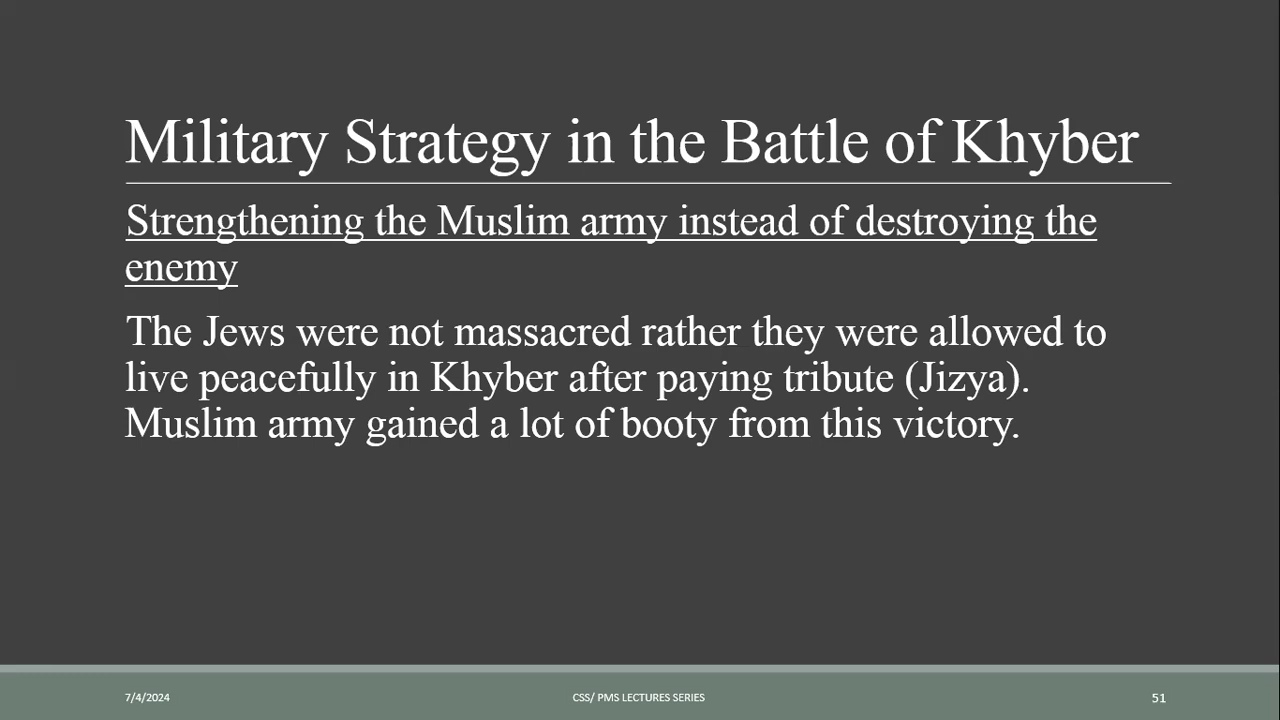 Military Strategy in the Battle of Khyber
Strengthening the Muslim army instead of destroying the
enemy
The Jews were not massacred rather they were allowed to
live peacefully in Khyber after paying tribute (Jizya).
Muslim army gained a lot of booty from this victory.
7/4/2024
CSS/ PMS LECTURES SERIES
51